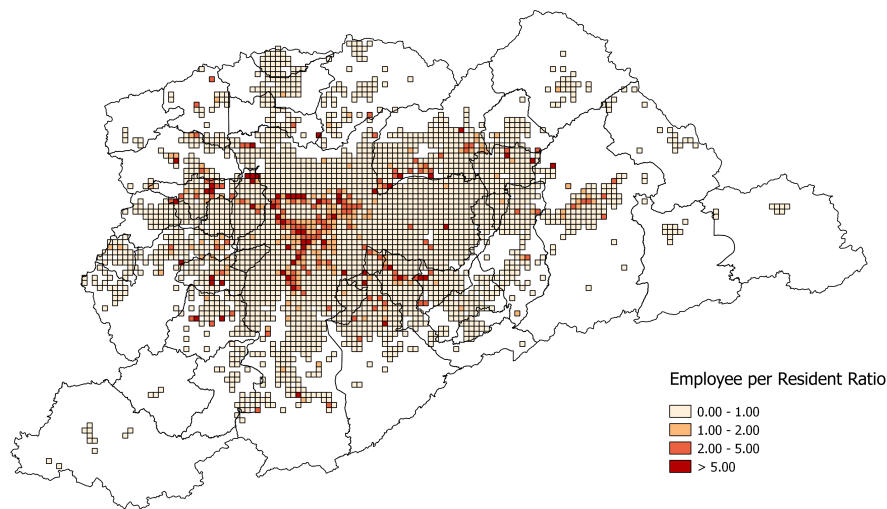 Employee per Resident Ratio
0.00 - 1.00
1.00 - 2.00
2.00 - 5.00
> 5.00